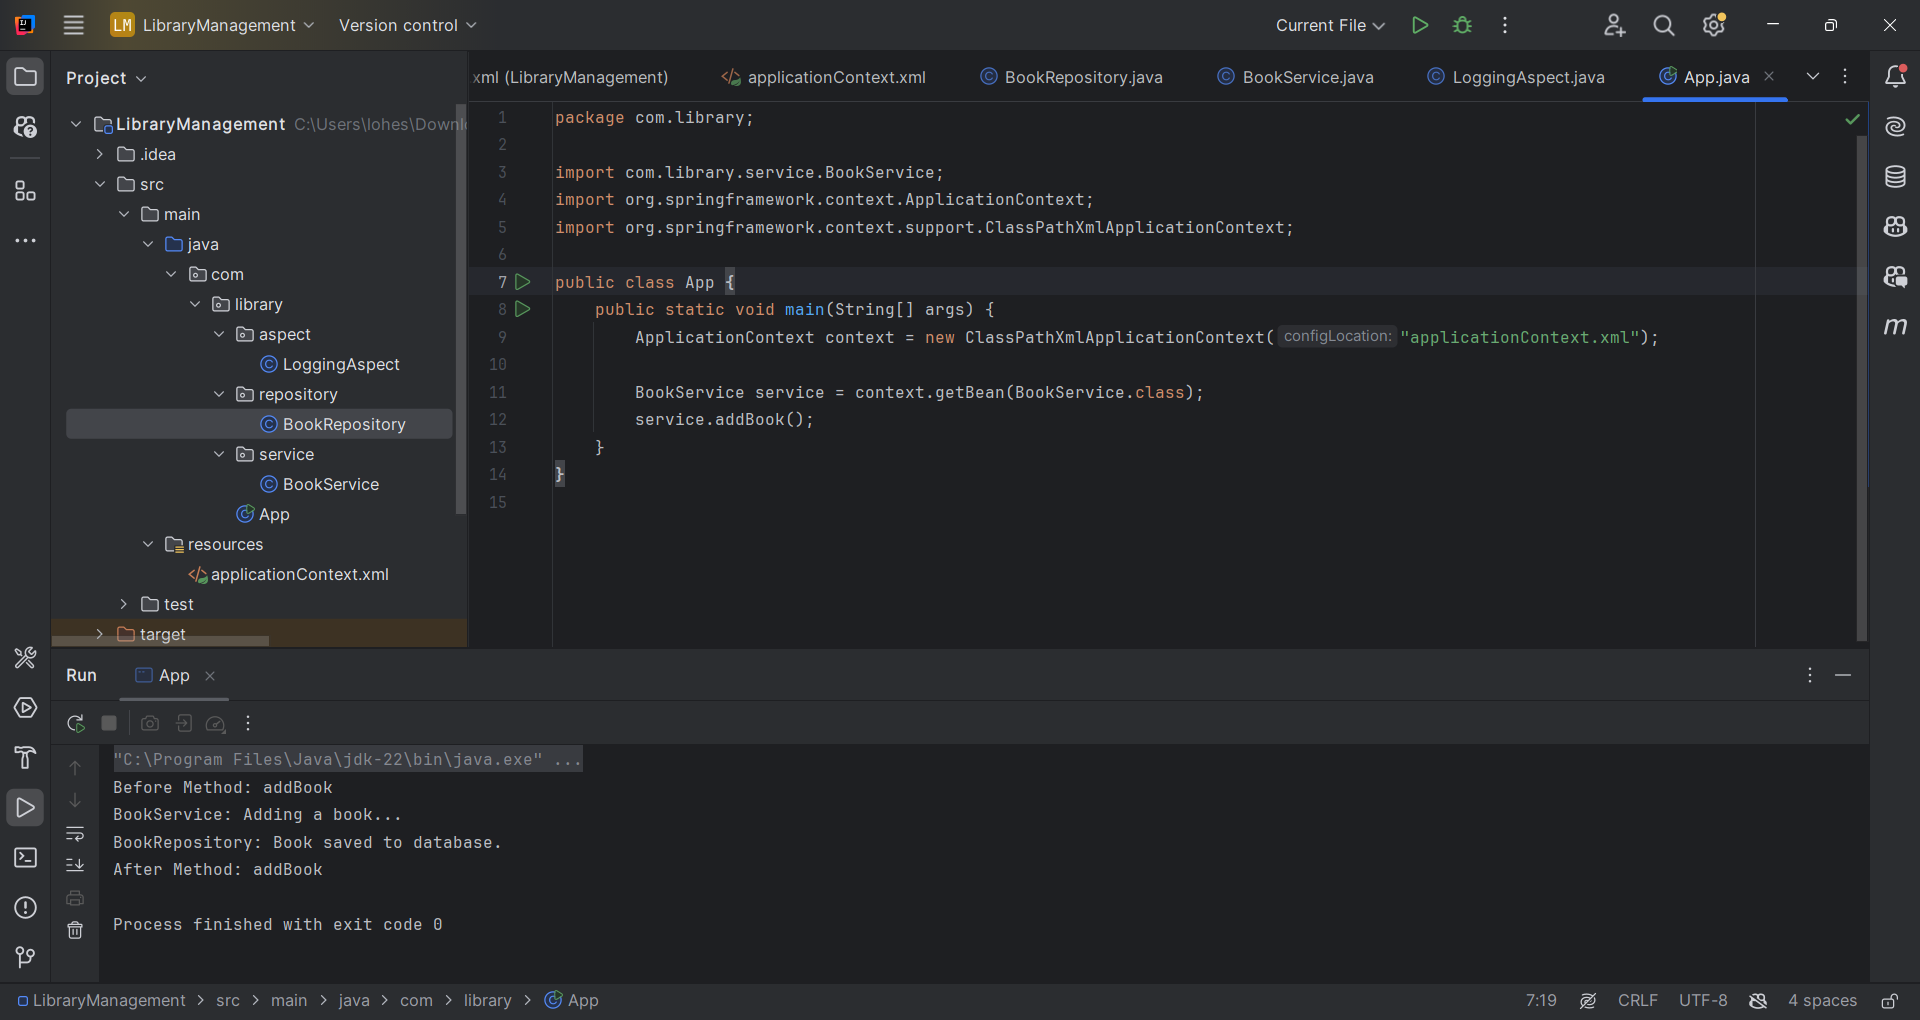 LM LibraryManagement Version control Current File
Project
xml (LibraryManagement) applicationContext.xml BookRepository.java BookService.java LoggingAspect.java App.java
LibraryManagement C:\Users\lohes\Downl
.idea
src
main
java
com
library
aspect
LoggingAspect
repository
BookRepository
service
BookService
App
resources
applicationContext.xml
test
target
1 package com.library;
2
3 import com.library.service.BookService;
4 import org.springframework.context.ApplicationContext;
5 import org.springframework.context.support.ClassPathXmlApplicationContext;
6
7 public class App {
8 public static void main(String[] args) {
9 ApplicationContext context = new ClassPathXmlApplicationContext( configLocation: "applicationContext.xml");
10
11 BookService service = context.getBean(BookService.class);
12 service.addBook();
13 }
14 }
15
Run App
"C:\Program Files\Java\jdk-22\bin\java.exe" ...
Before Method: addBook
BookService: Adding a book...
BookRepository: Book saved to database.
After Method: addBook
Process finished with exit code 0
LibraryManagement > src > main > java > com > library > App 7:19 CRLF UTF-8 4 spaces